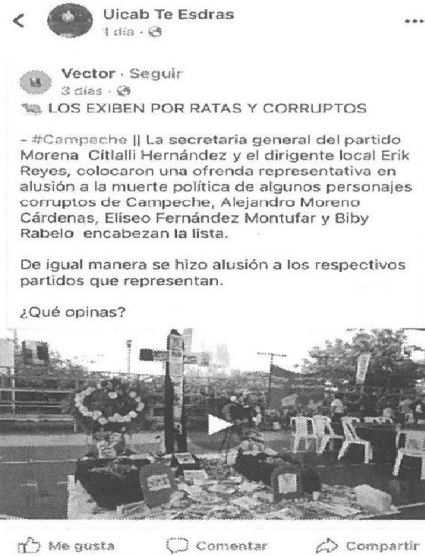 Uicab Te Esdras
1 día ·
Vector · Seguir
3 días ·
🐀 LOS EXIBEN POR RATAS Y CORRUPTOS
- #Campeche || La secretaria general del partido
Morena Citlalli Hernández y el dirigente local Erik
Reyes, colocaron una ofrenda representativa en
alusión a la muerte política de algunos personajes
corruptos de Campeche, Alejandro Moreno
Cárdenas, Eliseo Fernández Montufar y Biby
Rabelo encabezan la lista.
De igual manera se hizo alusión a los respectivos
partidos que representan.
¿Qué opinas?
Me gusta
Comentar
Compartir